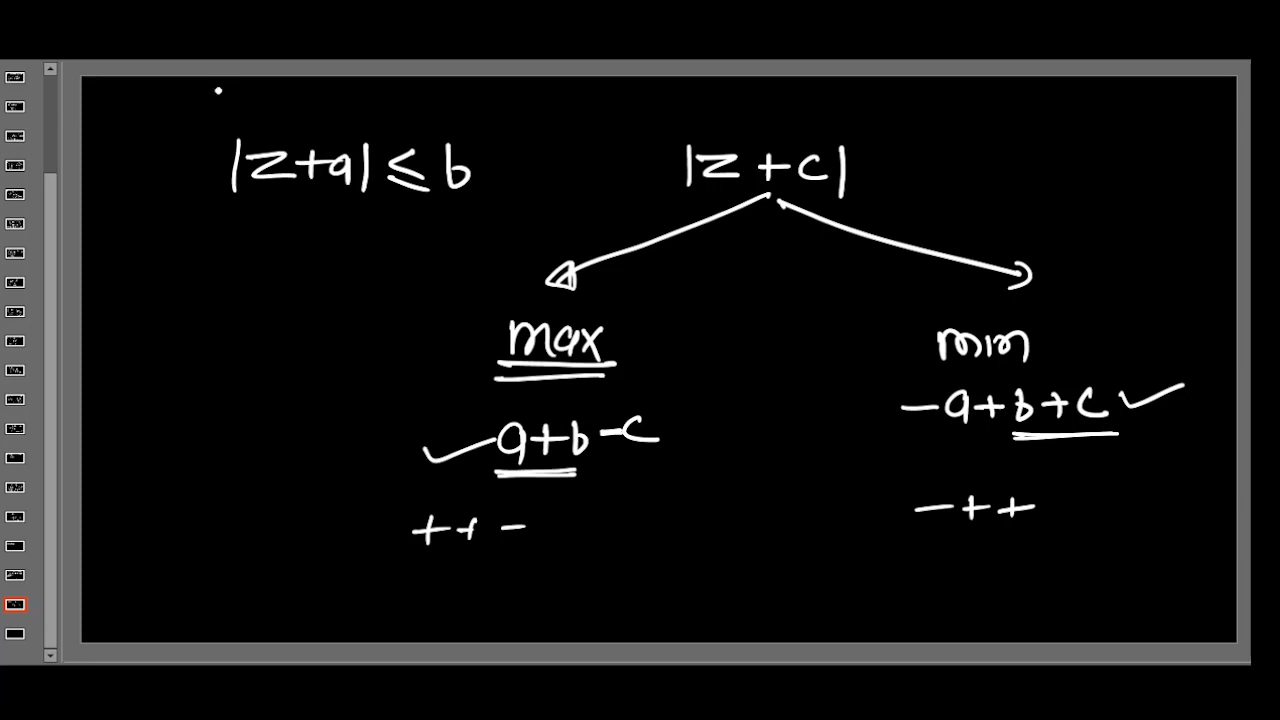 |z+a| ≤ b |z+c|
max min
a+b-c -a+b+c
++- -++